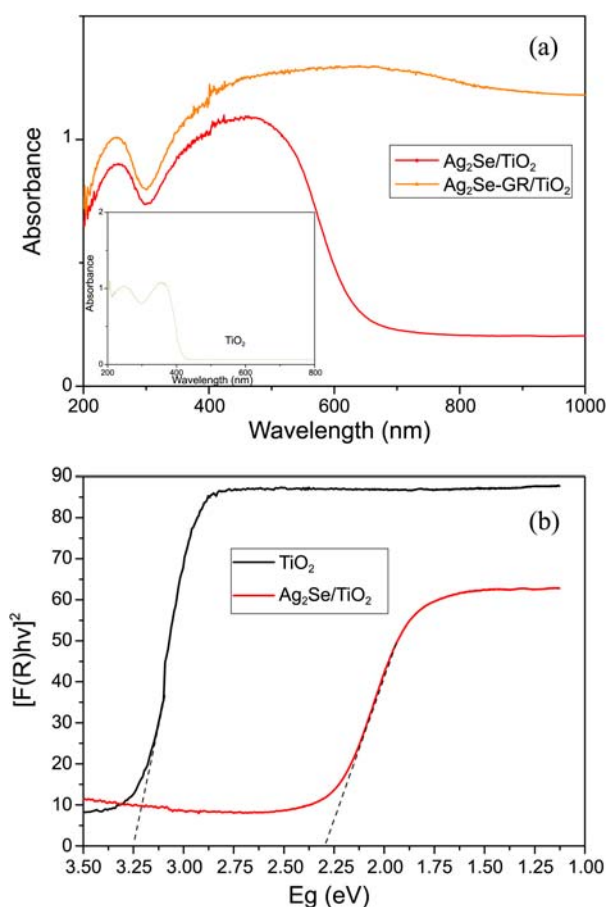 (a)
Absorbance
1
0
Ag₂Se/TiO₂
Ag₂Se-GR/TiO₂
2
1
0
Absorbance
TiO₂
200 400 600 800
Wavelength (nm)
200 400 600 800 1000
Wavelength (nm)
(b)
[F(R)hv]²
90
80
70
60
50
40
30
20
10
0
TiO₂
Ag₂Se/TiO₂
3.50 3.25 3.00 2.75 2.50 2.25 2.00 1.75 1.50 1.25 1.00
Eg (eV)